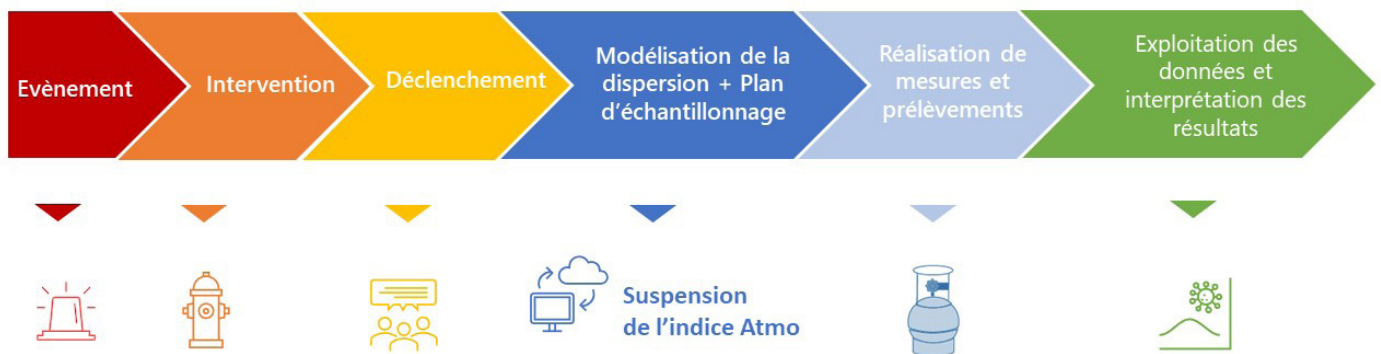 Evènement
Intervention
Déclenchement
Modélisation de la
dispersion + Plan
d’échantillonnage
Réalisation de
mesures et
prélèvements
Exploitation des
données et
interprétation des
résultats
Suspension
de l’indice Atmo